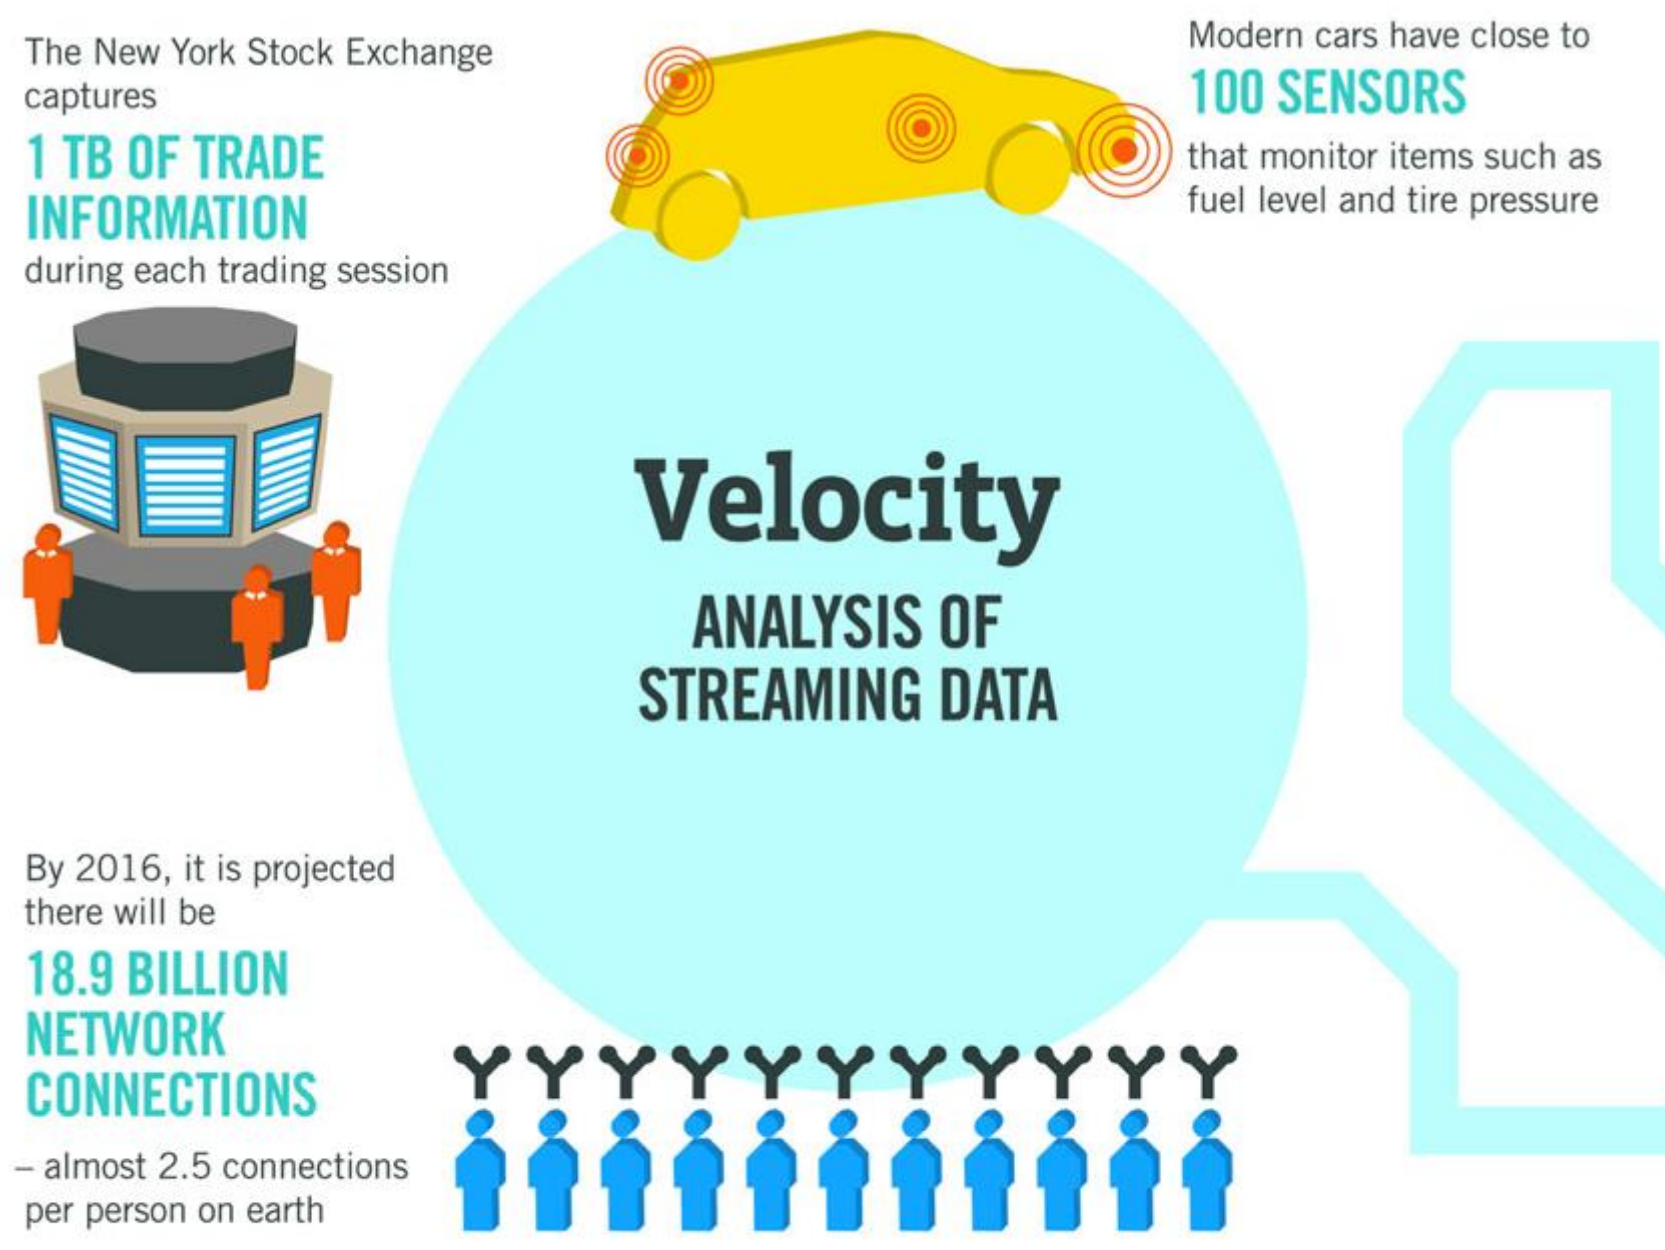 The New York Stock Exchange
captures
1 TB OF TRADE
INFORMATION
during each trading session
Modern cars have close to
100 SENSORS
that monitor items such as
fuel level and tire pressure
Velocity
ANALYSIS OF
STREAMING DATA
By 2016, it is projected
there will be
18.9 BILLION
NETWORK
CONNECTIONS
– almost 2.5 connections
per person on earth